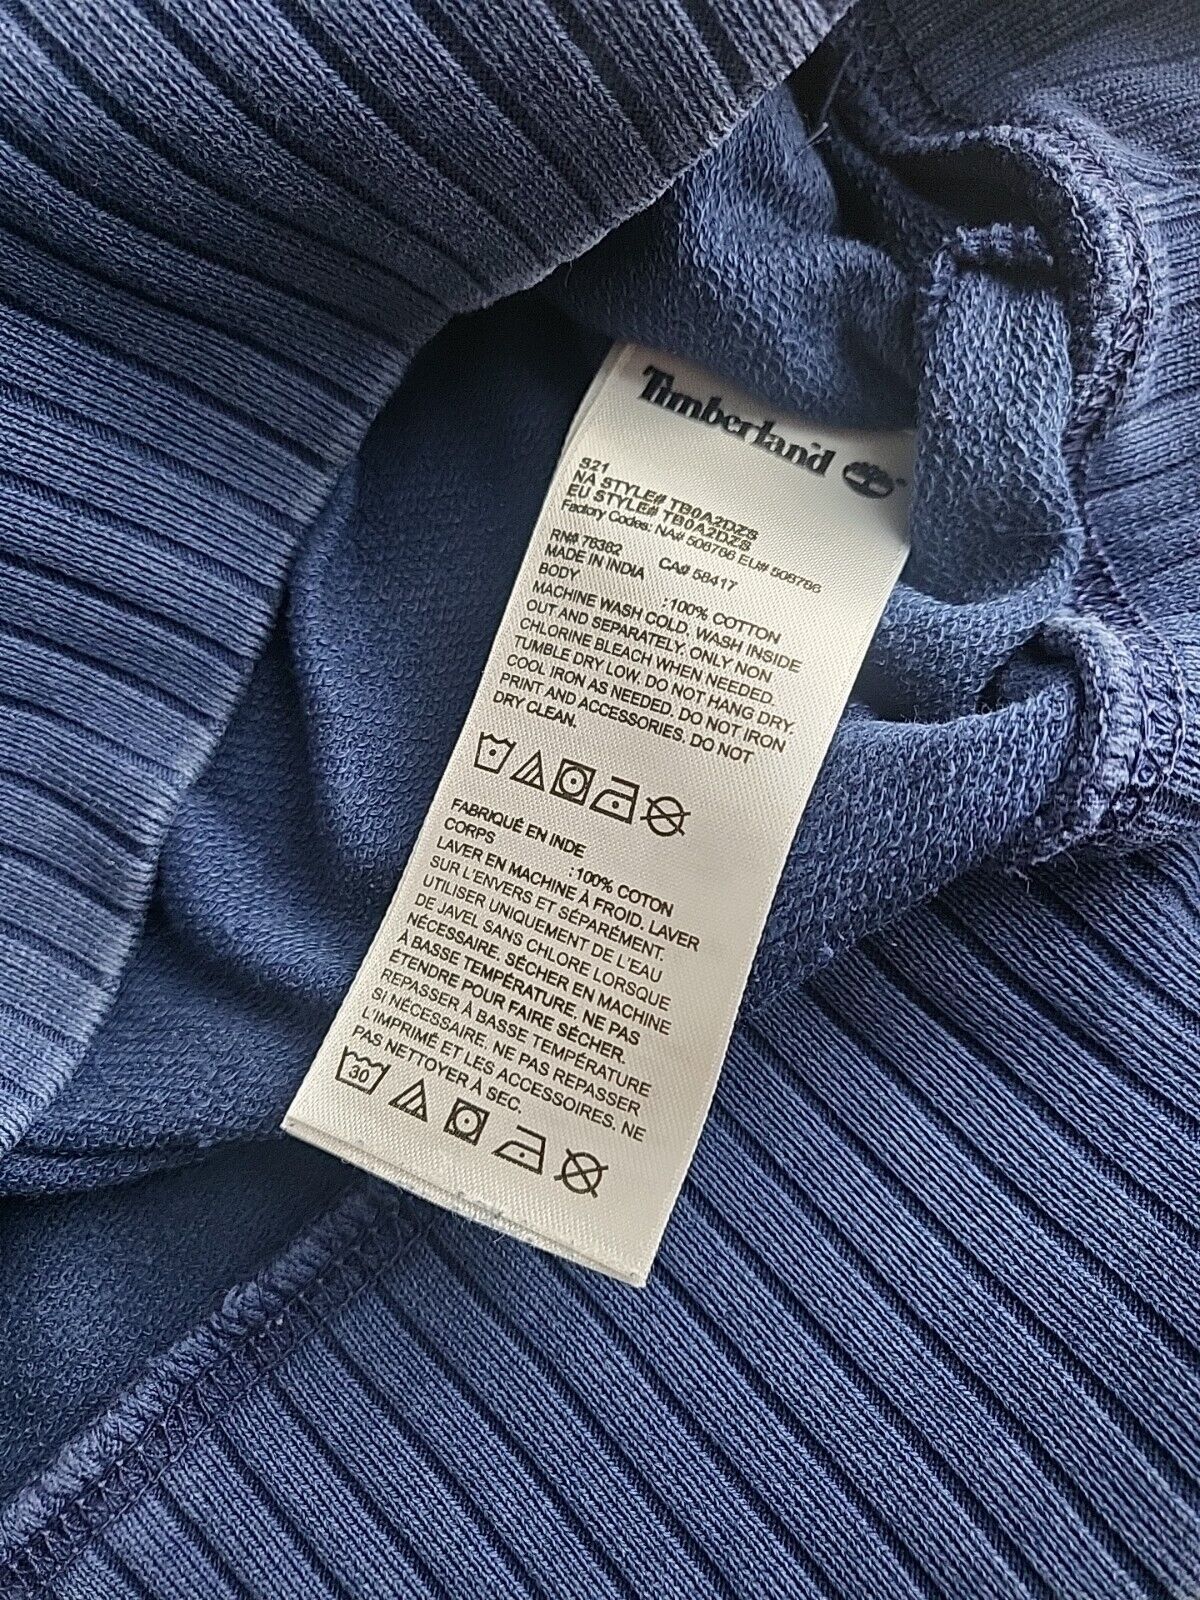 Timberland
S21
NA STYLE# TB0A2DZ8
EU STYLE# TB0A2DZ8
Factory Codes: NA# 506786 EU# 506786
RN# 76362 CA# 58417
MADE IN INDIA
BODY :100% COTTON
MACHINE WASH COLD. WASH INSIDE
OUT AND SEPARATELY. ONLY NON
CHLORINE BLEACH WHEN NEEDED.
TUMBLE DRY LOW. DO NOT HANG DRY.
COOL IRON AS NEEDED. DO NOT IRON
PRINT AND ACCESSORIES. DO NOT
DRY CLEAN.
FABRIQUÉ EN INDE
CORPS :100% COTON
LAVER EN MACHINE À FROID. LAVER
SUR L'ENVERS ET SÉPARÉMENT.
UTILISER UNIQUEMENT DE L'EAU
DE JAVEL SANS CHLORE LORSQUE
NÉCESSAIRE. SÉCHER EN MACHINE
À BASSE TEMPÉRATURE. NE PAS
ÉTENDRE POUR FAIRE SÉCHER.
REPASSER À BASSE TEMPÉRATURE
SI NÉCESSAIRE. NE PAS REPASSER
L'IMPRIMÉ ET LES ACCESSOIRES. NE
PAS NETTOYER À SEC.
30